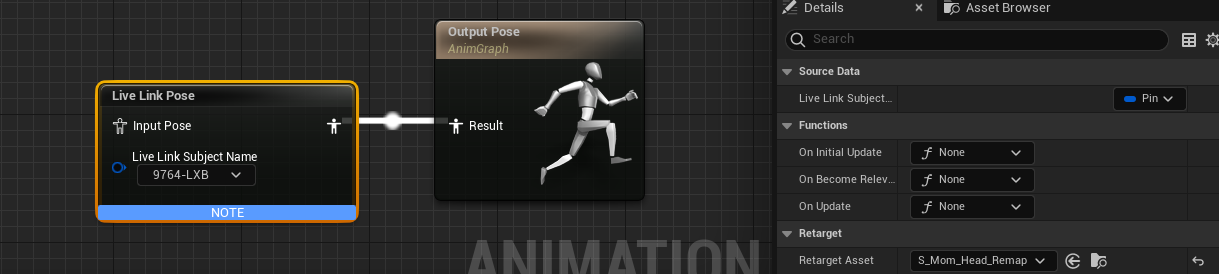 Details
Asset Browser
Output Pose
AnimGraph
Search
Live Link Pose
Source Data
Live Link Subject...
Pin
Input Pose
Result
Functions
Live Link Subject Name
9764-LXB
On Initial Update
None
On Become Relev...
None
On Update
None
NOTE
Retarget
ANIMATION
Retarget Asset
S_Mom_Head_Remap